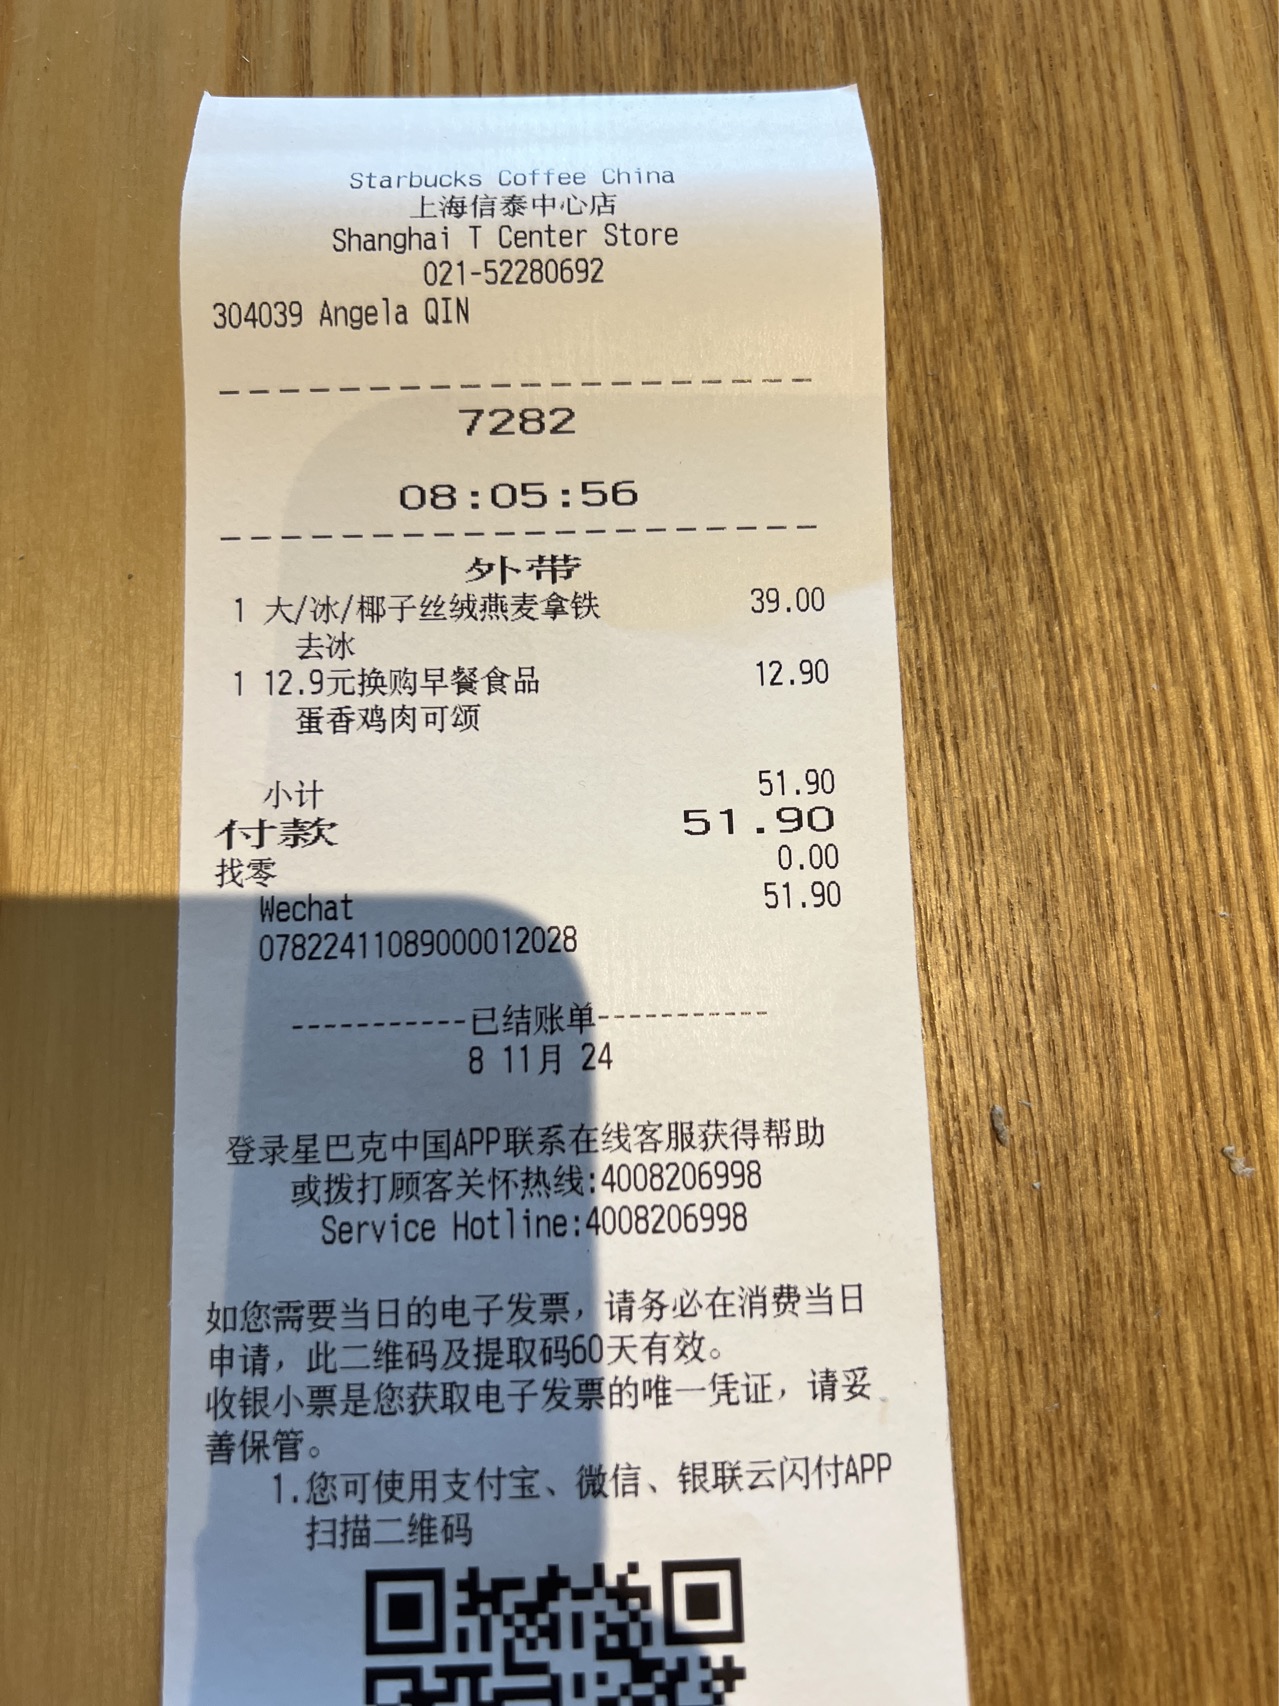 Starbucks Coffee China
上海信泰中心店
Shanghai T Center Store
021-52280692
304039 Angela QIN
--------------------
7282
08:05:56
--------------------
外带
1 大/冰/椰子丝绒燕麦拿铁 39.00
去冰
1 12.9元换购早餐食品 12.90
蛋香鸡肉可颂
小计 51.90
付款 51.90
找零 0.00
Wechat 51.90
07822411089000012028
-----------已结账单-----------
8 11月 24
登录星巴克中国APP联系在线客服获得帮助
或拨打顾客关怀热线:4008206998
Service Hotline:4008206998
如您需要当日的电子发票，请务必在消费当日
申请，此二维码及提取码60天有效。
收银小票是您获取电子发票的唯一凭证，请妥
善保管。
1.您可使用支付宝、微信、银联云闪付APP
扫描二维码